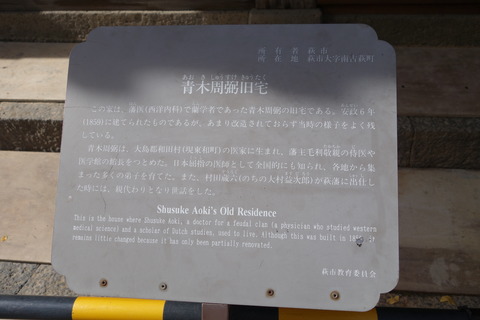 所有者 萩市
所在地 萩市大字南古萩町
あおきしゅうすけきゅうたく
青木周弼旧宅
この家は、藩医(西洋内科)で蘭学者であった青木周弼の旧宅である。安政6年
(1859)に建てられたものであるが、あまり改造されておらず当時の様子をよく残
している。
青木周弼は、大島郡和田村(現東和町)の医家に生まれ、藩主毛利敬親の侍医や
医学館の館長をつとめた。日本屈指の医師として全国的にも知られ、各地から集
まった多くの弟子を育てた。また、村田蔵六(のちの大村益次郎)が萩藩に出仕し
た時には、親代わりとなり世話をした。
Shusuke Aoki's Old Residence
This is the house where Shusuke Aoki, a doctor for a feudal clan (a physician who studied western
medical science) and a scholar of Dutch studies, used to live. Although this was built in 1859, it
remains little changed because it has only been partially renovated.
萩市教育委員会